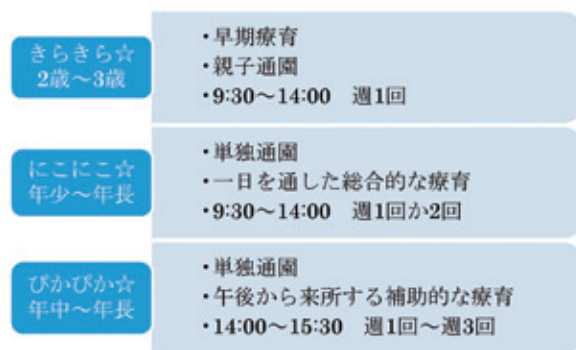 きらきら☆
2歳～3歳
・早期療育
・親子通園
・9:30～14:00　週1回
にこにこ☆
年少～年長
・単独通園
・一日を通した総合的な療育
・9:30～14:00　週1回か2回
ぴかぴか☆
年中～年長
・単独通園
・午後から来所する補助的な療育
・14:00～15:30　週1回～週3回